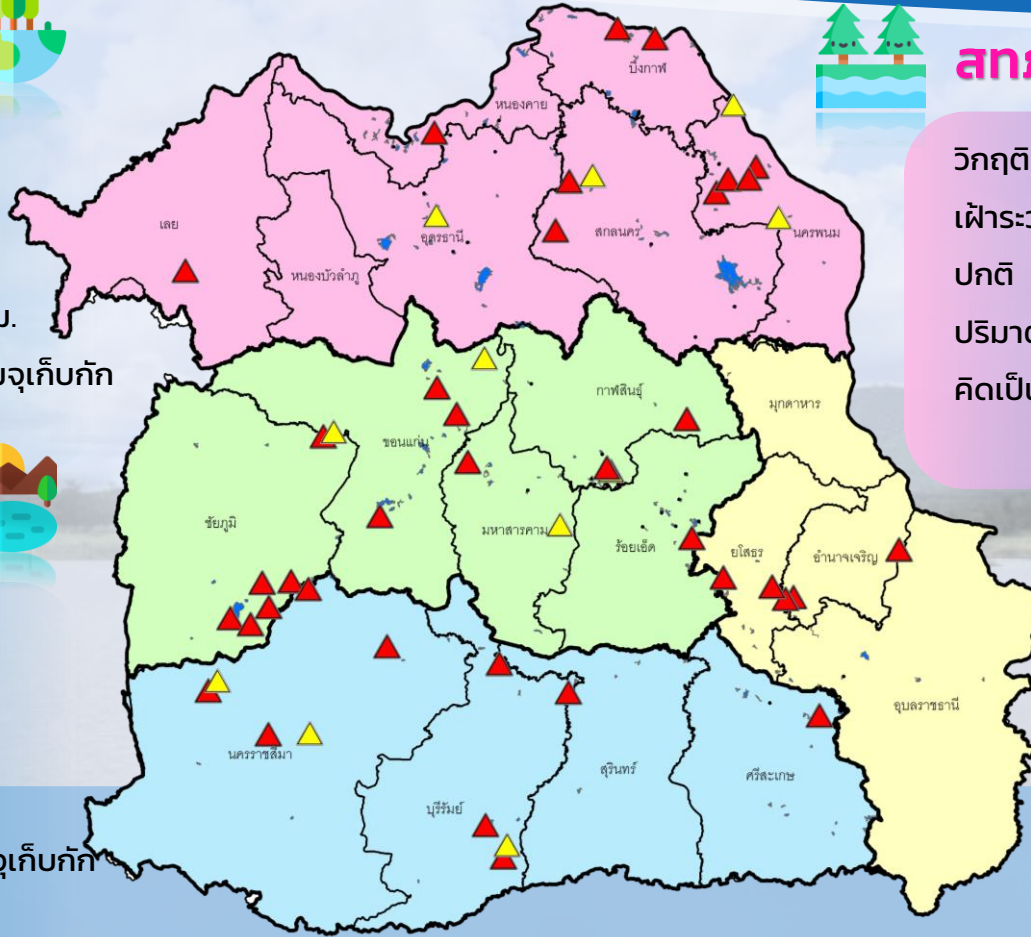 สทภ
วิกฤติ
เฝ้าระว
ปกติ
ปริมาต
คิดเป็น
ม.
มจุเก็บกัก
จุเก็บกัก
บึงกาฬ
หนองคาย
เลย
อุดรธานี
สกลนคร
นครพนม
หนองบัวลำภู
กาฬสินธุ์
มุกดาหาร
ขอนแก่น
ชัยภูมิ
มหาสารคาม
ร้อยเอ็ด
ยโสธร
อำนาจเจริญ
อุบลราชธานี
นครราชสีมา
บุรีรัมย์
สุรินทร์
ศรีสะเกษ